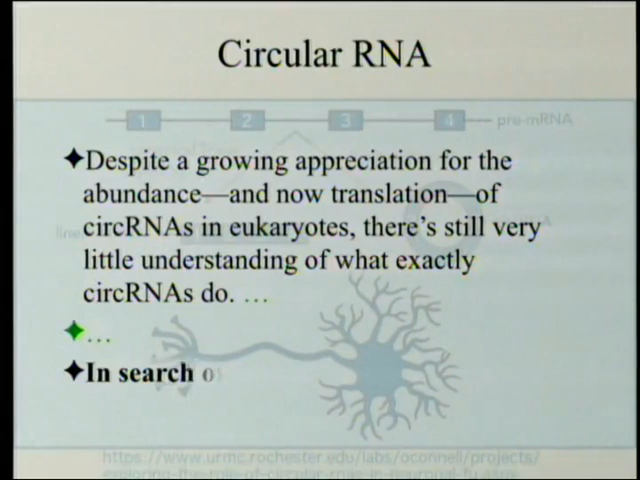 Circular RNA
1 2 3 4 pre-mRNA
✦Despite a growing appreciation for the
abundance—and now translation—of
circRNAs in eukaryotes, there's still very
little understanding of what exactly
circRNAs do. …
✦…
✦In search o
https://www.urmc.rochester.edu/labs/oconnell/projects/